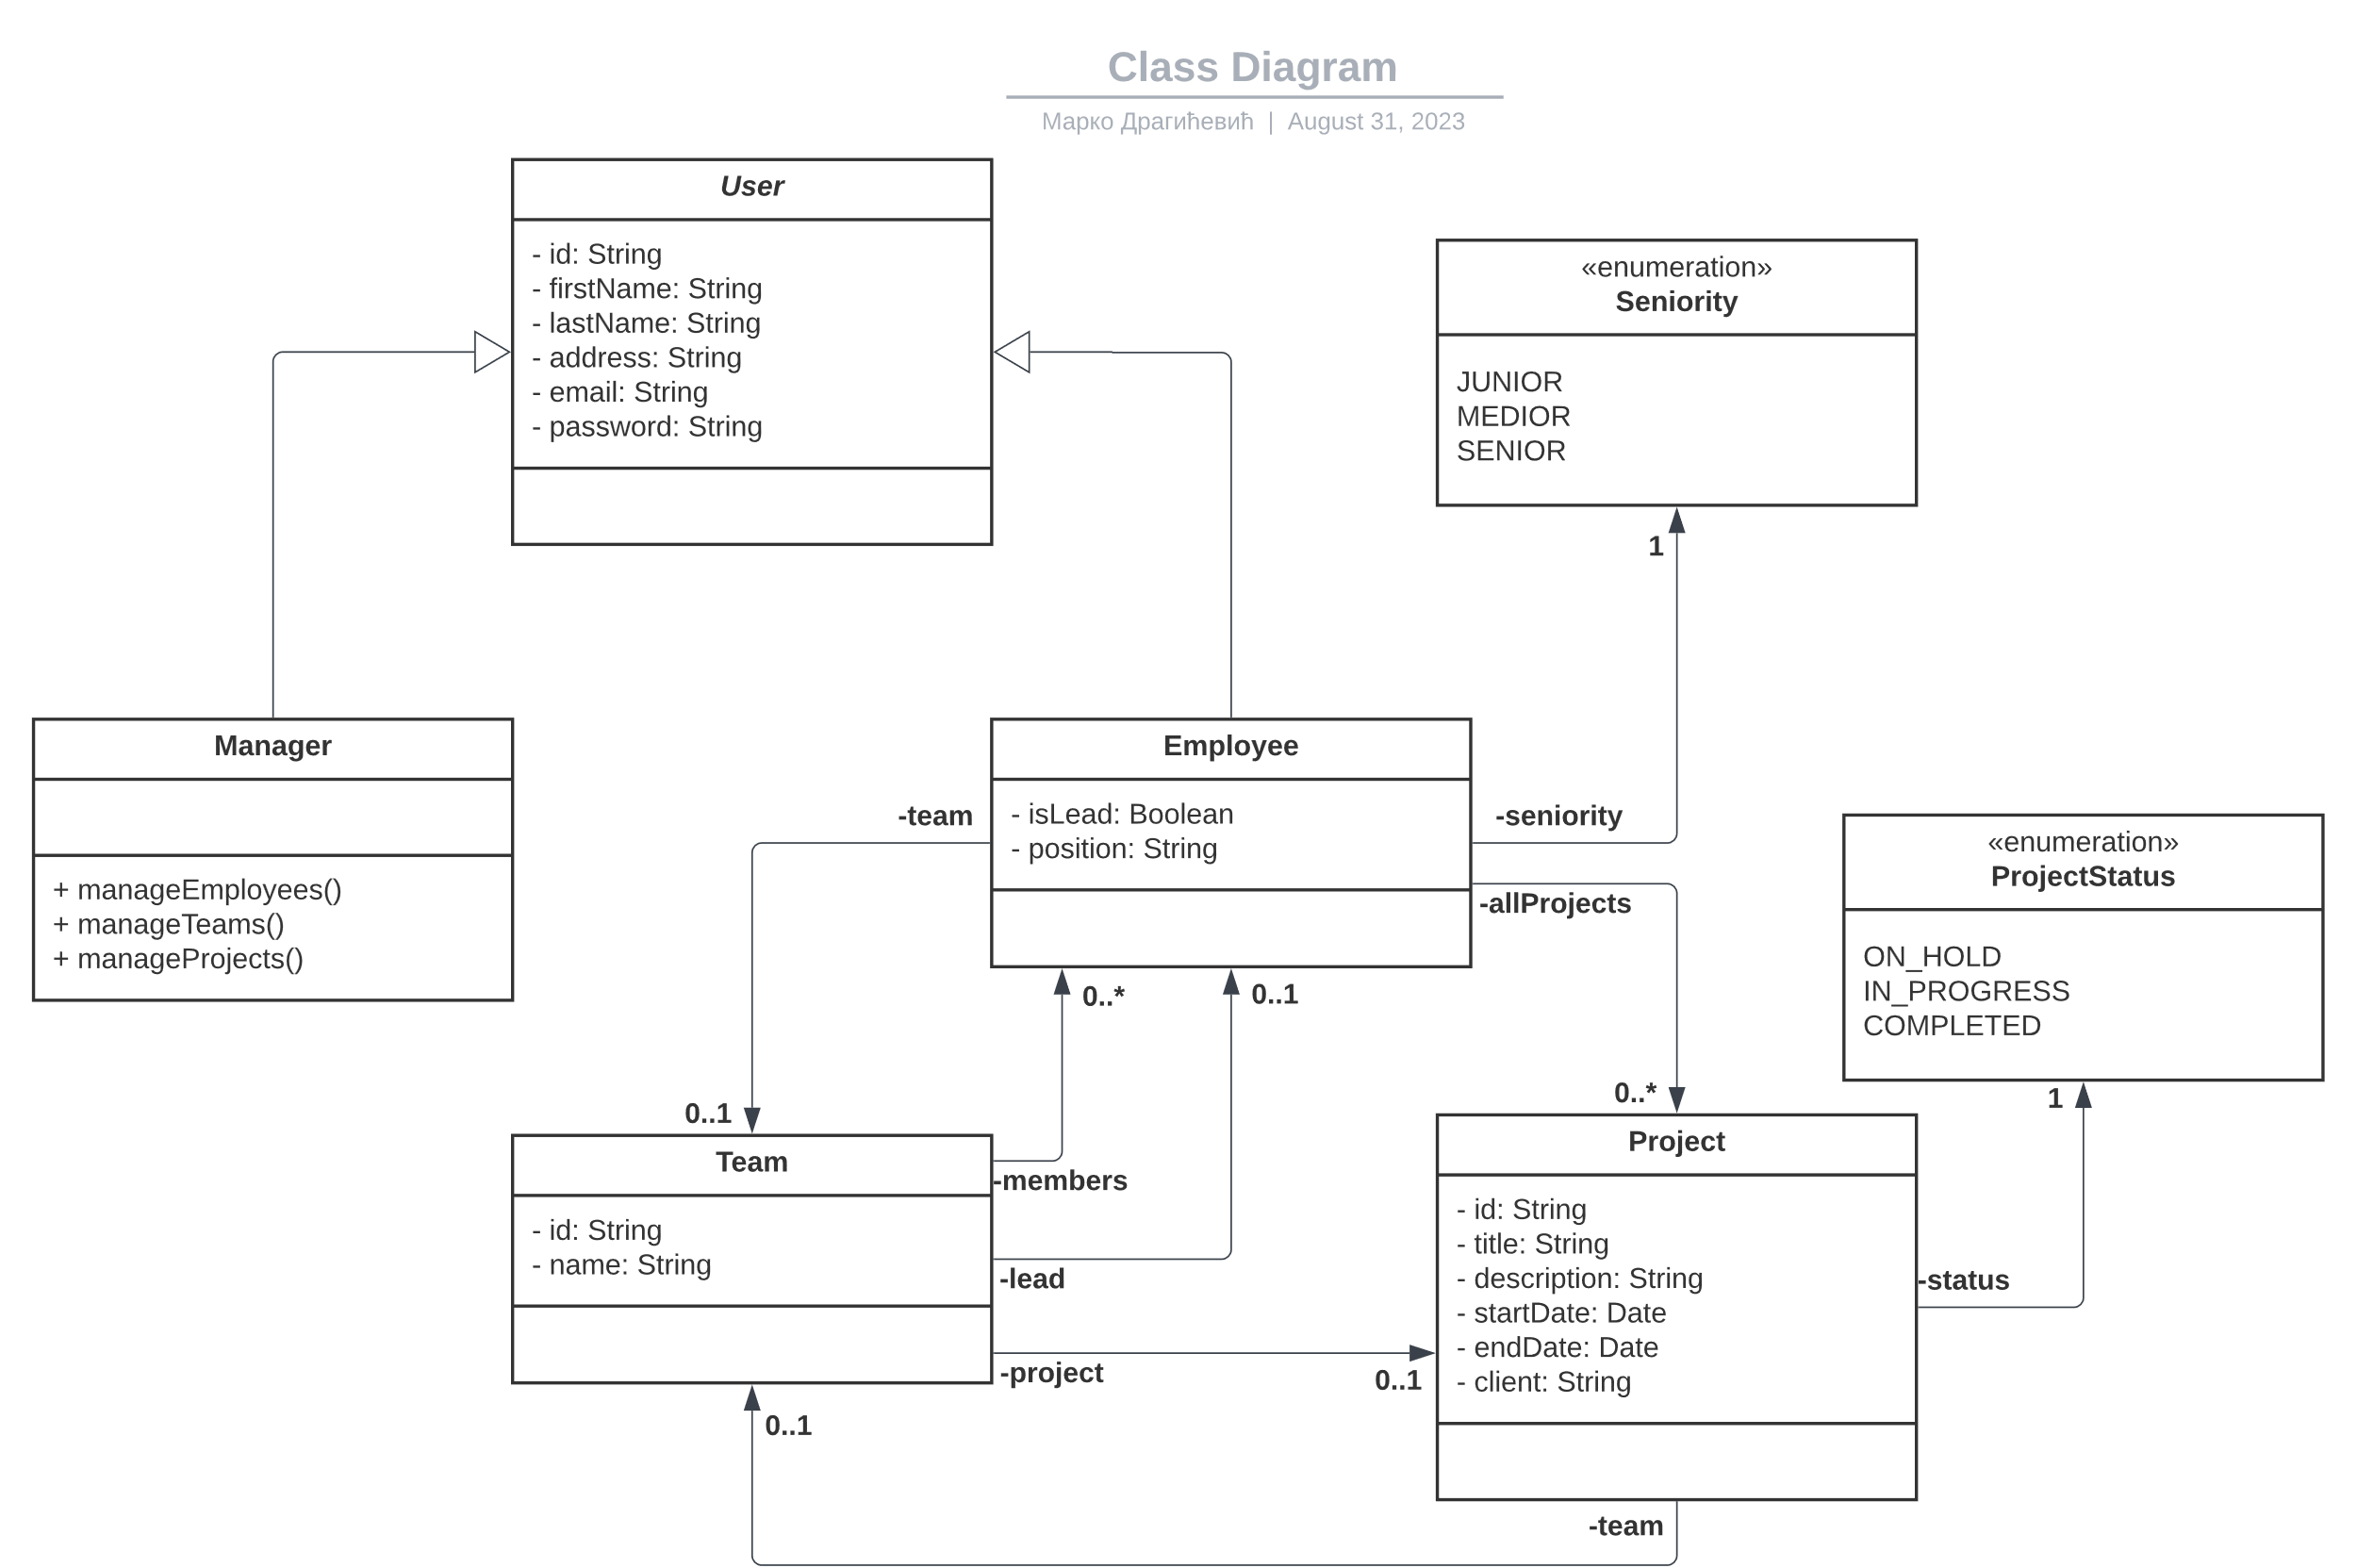 Class Diagram
Марко Драгићевић | August 31, 2023
User
- id: String
- firstName: String
- lastName: String
- address: String
- email: String
- password: String
«enumeration»
Seniority
JUNIOR
MEDIOR
SENIOR
1
Manager
+ manageEmployees()
+ manageTeams()
+ manageProjects()
Employee
- isLead: Boolean
- position: String
-team
-seniority
-allProjects
«enumeration»
ProjectStatus
ON_HOLD
IN_PROGRESS
COMPLETED
0..*
0..1
0..*
1
0..1
Team
- id: String
- name: String
-members
-lead
-project
0..1
Project
- id: String
- title: String
- description: String
- startDate: Date
- endDate: Date
- client: String
-status
0..1
-team